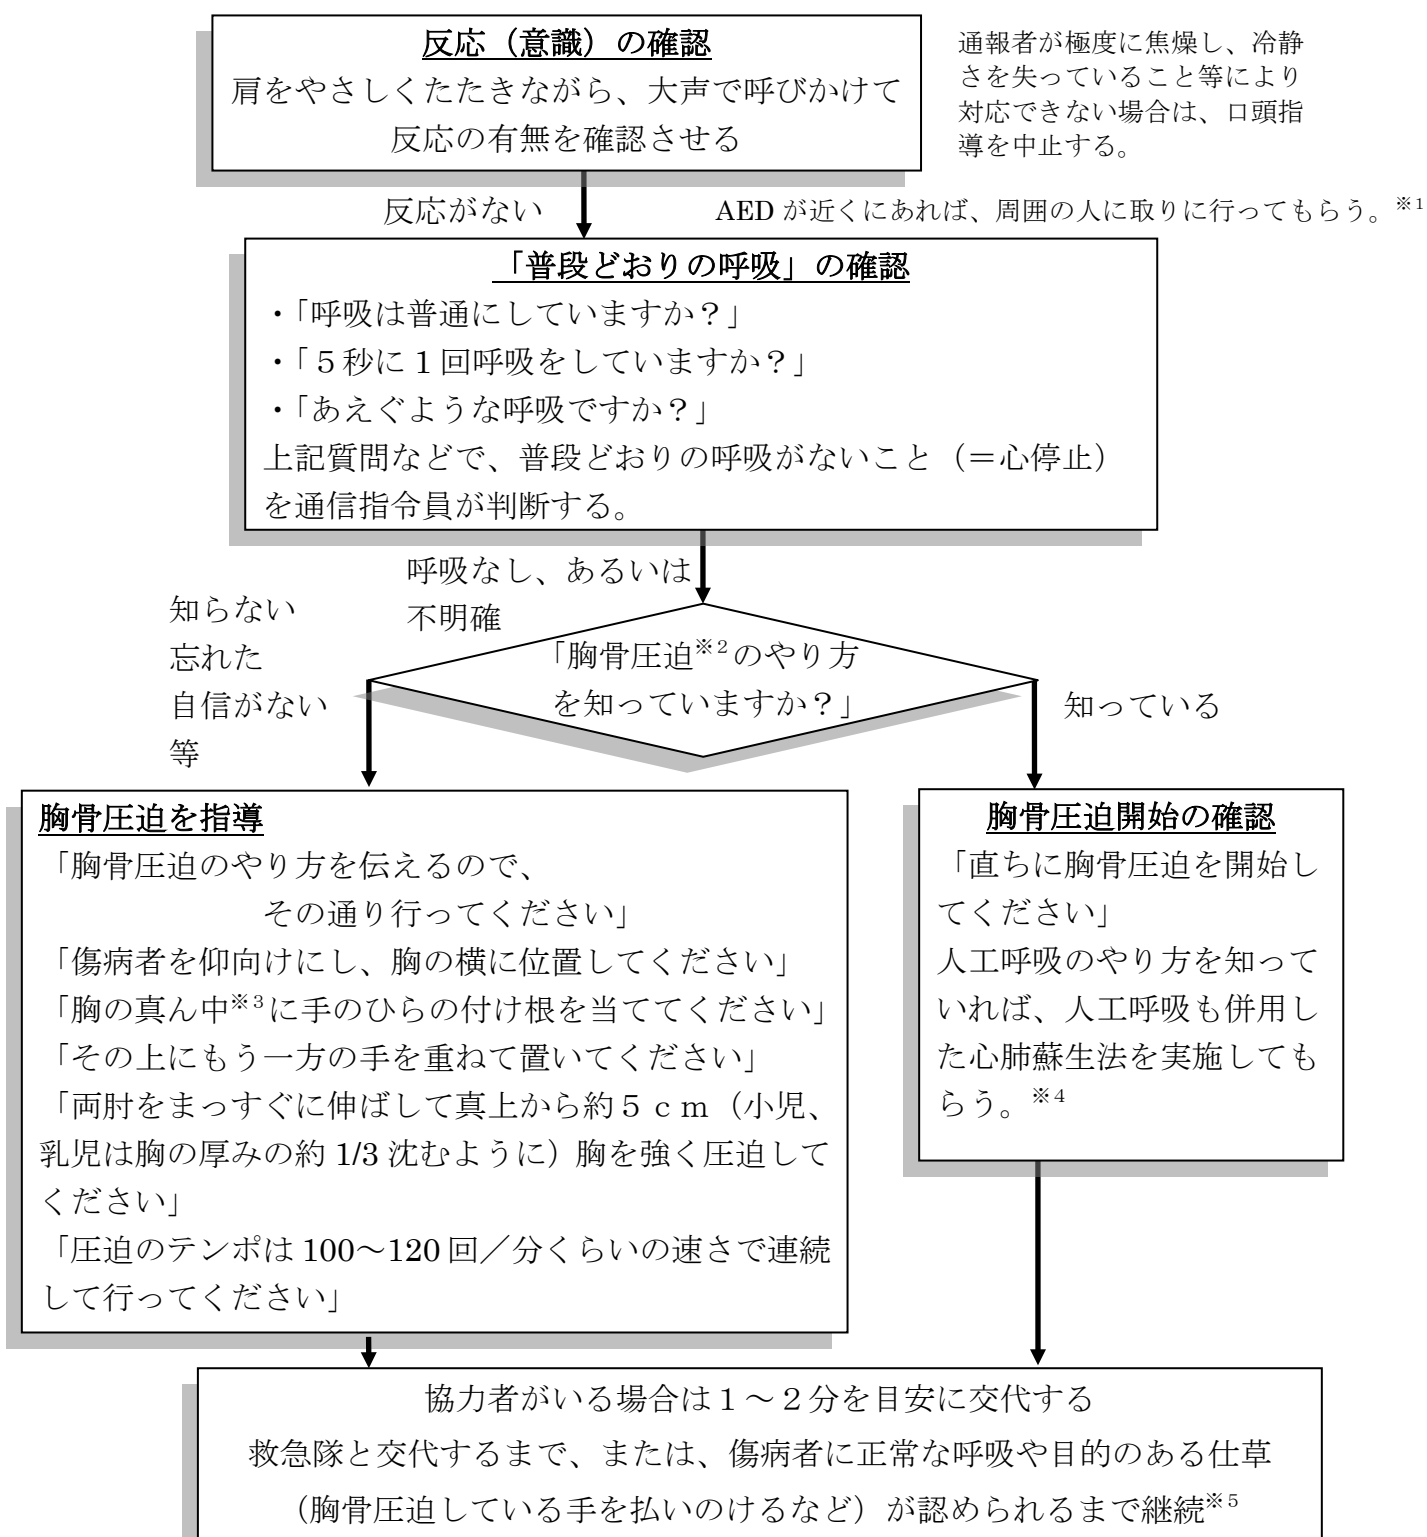 反応（意識）の確認
肩をやさしくたたきながら、大声で呼びかけて
反応の有無を確認させる
通報者が極度に焦燥し、冷静
さを失っていること等により
対応できない場合は、口頭指
導を中止する。
反応がない
AED が近くにあれば、周囲の人に取りに行ってもらう。※1
「普段どおりの呼吸」の確認
・「呼吸は普通にしていますか？」
・「５秒に１回呼吸をしていますか？」
・「あえぐような呼吸ですか？」
上記質問などで、普段どおりの呼吸がないこと（＝心停止）
を通信指令員が判断する。
呼吸なし、あるいは
不明確
知らない
忘れた
自信がない
等
「胸骨圧迫※2のやり方
を知っていますか？」
知っている
胸骨圧迫を指導
「胸骨圧迫のやり方を伝えるので、
その通り行ってください」
「傷病者を仰向けにし、胸の横に位置してください」
「胸の真ん中※3に手のひらの付け根を当ててください」
「その上にもう一方の手を重ねて置いてください」
「両肘をまっすぐに伸ばして真上から約５ｃｍ（小児、
乳児は胸の厚みの約 1/3 沈むように）胸を強く圧迫して
ください」
「圧迫のテンポは 100～120 回／分くらいの速さで連続
して行ってください」
胸骨圧迫開始の確認
「直ちに胸骨圧迫を開始し
てください」
人工呼吸のやり方を知って
いれば、人工呼吸も併用し
た心肺蘇生法を実施しても
らう。※4
協力者がいる場合は１～２分を目安に交代する
救急隊と交代するまで、または、傷病者に正常な呼吸や目的のある仕草
（胸骨圧迫している手を払いのけるなど）が認められるまで継続※5